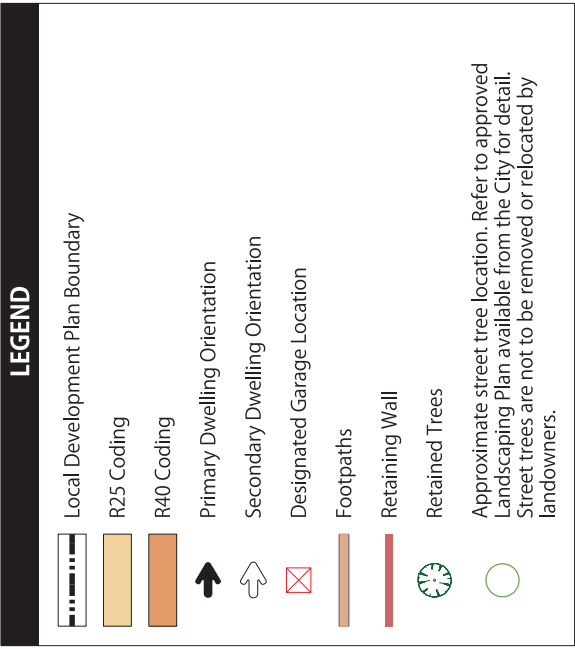 LEGEND
Local Development Plan Boundary
R25 Coding
R40 Coding
Primary Dwelling Orientation
Secondary Dwelling Orientation
Designated Garage Location
Footpaths
Retaining Wall
Retained Trees
Approximate street tree location. Refer to approved
Landscaping Plan available from the City for detail.
Street trees are not to be removed or relocated by
landowners.